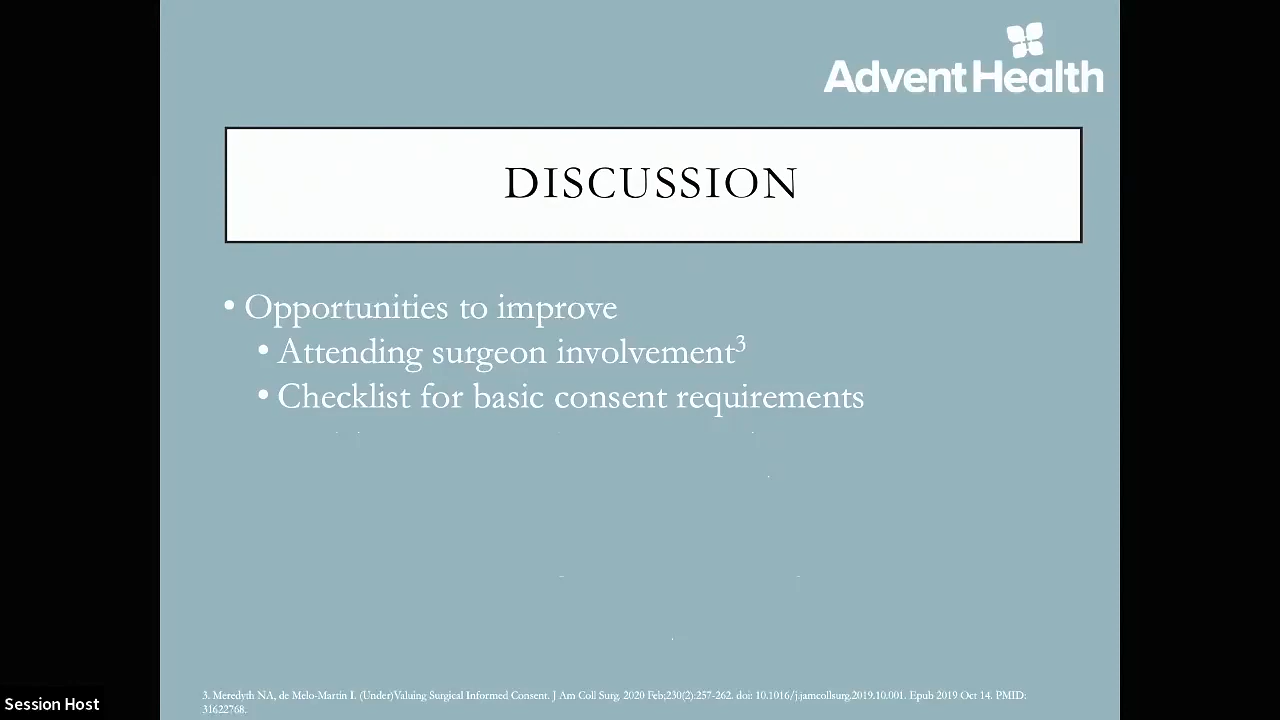 AdventHealth
DISCUSSION
• Opportunities to improve
• Attending surgeon involvement³
• Checklist for basic consent requirements
3. Meredyth NA, de Melo-Martin I. (Under)Valuing Surgical Informed Consent. J Am Coll Surg. 2020 Feb;230(2):257-262. doi: 10.1016/j.jamcollsurg.2019.10.001. Epub 2019 Oct 14. PMID:
31622768.
Session Host